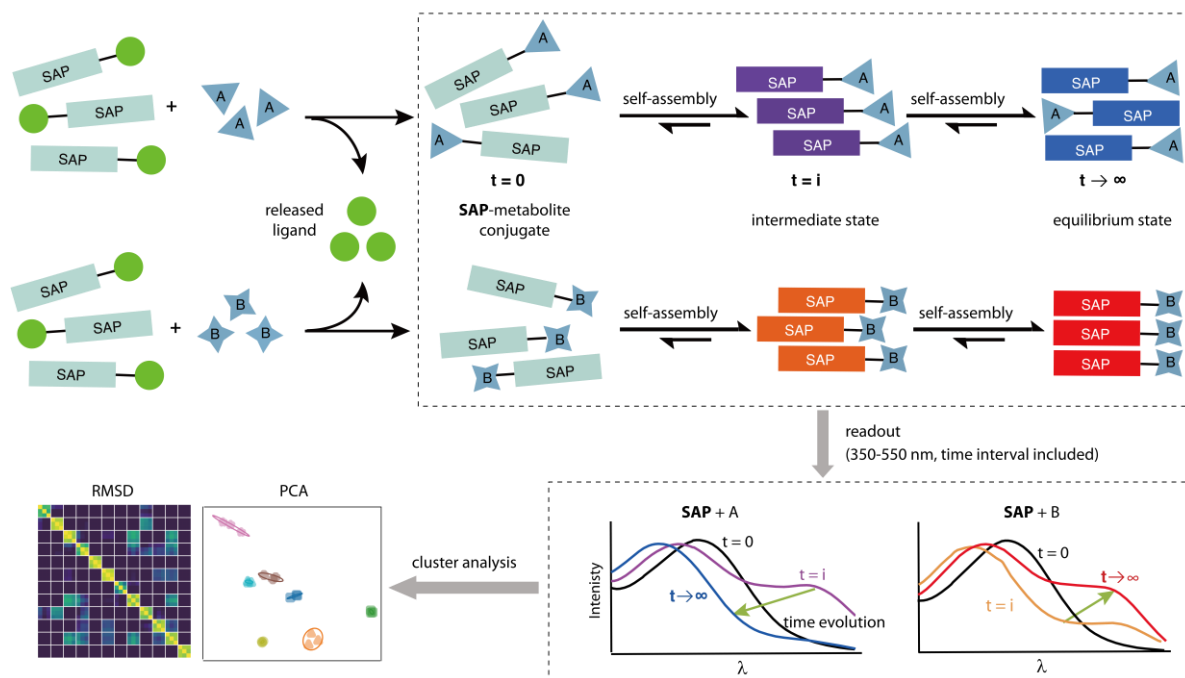 SAP
SAP
SAP
+
A
A
A
SAP
A
SAP
A
A
SAP
t = 0
SAP-metabolite
conjugate
self-assembly
SAP
A
SAP
A
SAP
A
t = i
intermediate state
self-assembly
SAP
A
A
SAP
SAP
A
t → ∞
equilibrium state
released
ligand
SAP
SAP
SAP
+
B
B
B
SAP
B
SAP
B
B
SAP
self-assembly
SAP
B
SAP
B
SAP
B
self-assembly
SAP
B
SAP
B
SAP
B
readout
(350-550 nm, time interval included)
RMSD
PCA
cluster analysis
SAP + A
t = 0
t = i
t → ∞
time evolution
Intenisty
λ
SAP + B
t = 0
t → ∞
t = i
λ